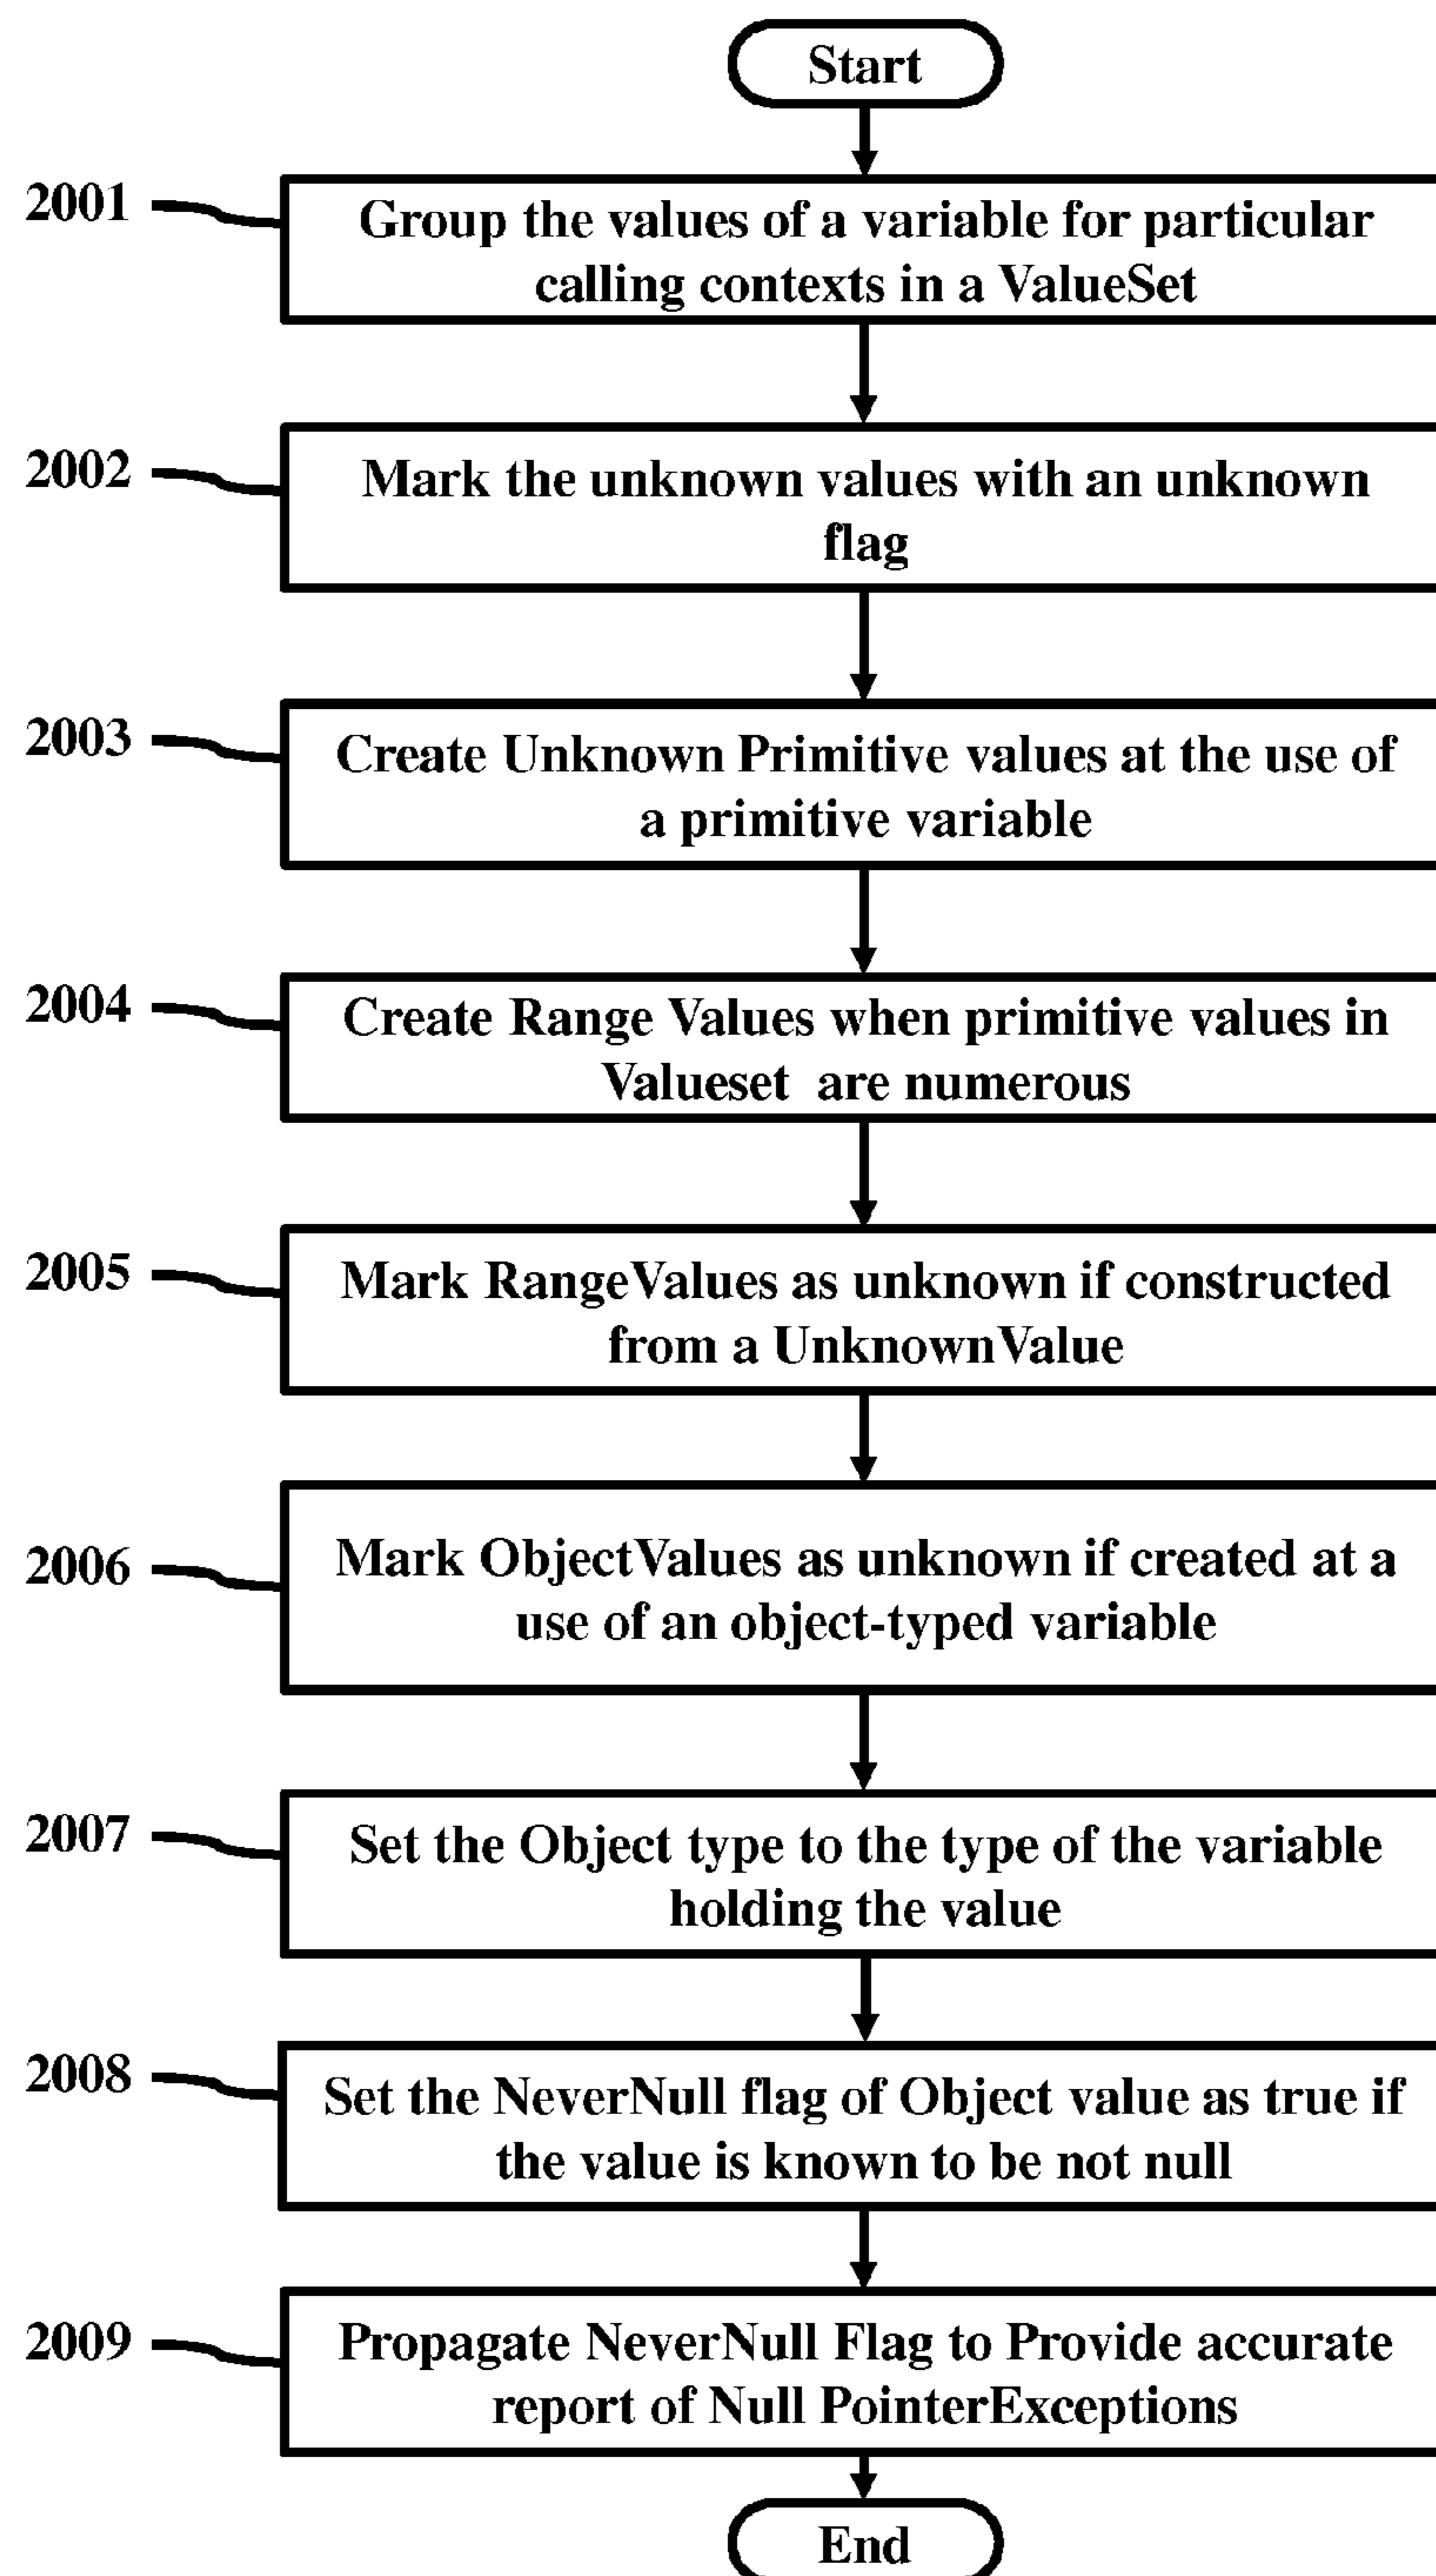 Start
2001
Group the values of a variable for particular
calling contexts in a ValueSet
2002
Mark the unknown values with an unknown
flag
2003
Create Unknown Primitive values at the use of
a primitive variable
2004
Create Range Values when primitive values in
Valueset  are numerous
2005
Mark RangeValues as unknown if constructed
from a UnknownValue
2006
Mark ObjectValues as unknown if created at a
use of an object-typed variable
2007
Set the Object type to the type of the variable
holding the value
2008
Set the NeverNull flag of Object value as true if
the value is known to be not null
2009
Propagate NeverNull Flag to Provide accurate
report of Null PointerExceptions
End